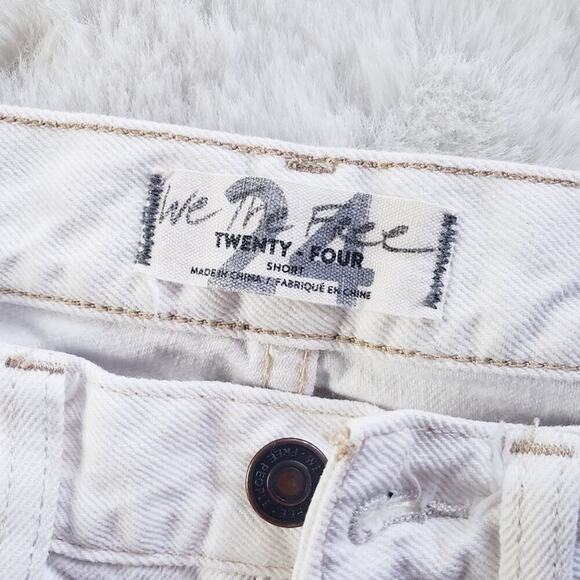 24
We The Free
TWENTY - FOUR
SHORT
MADE IN CHINA / FABRIQUÉ EN CHINE
FREE PEOPLE